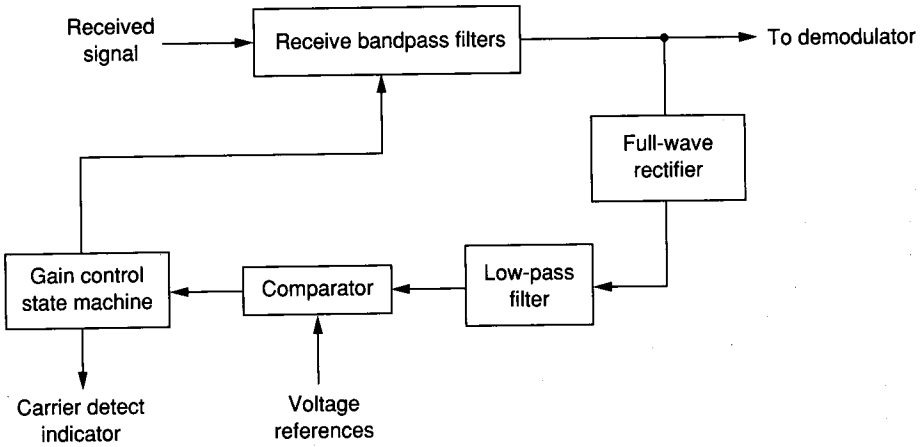 Received
signal
Receive bandpass filters
To demodulator
Full-wave
rectifier
Gain control
state machine
Comparator
Low-pass
filter
Carrier detect
indicator
Voltage
references